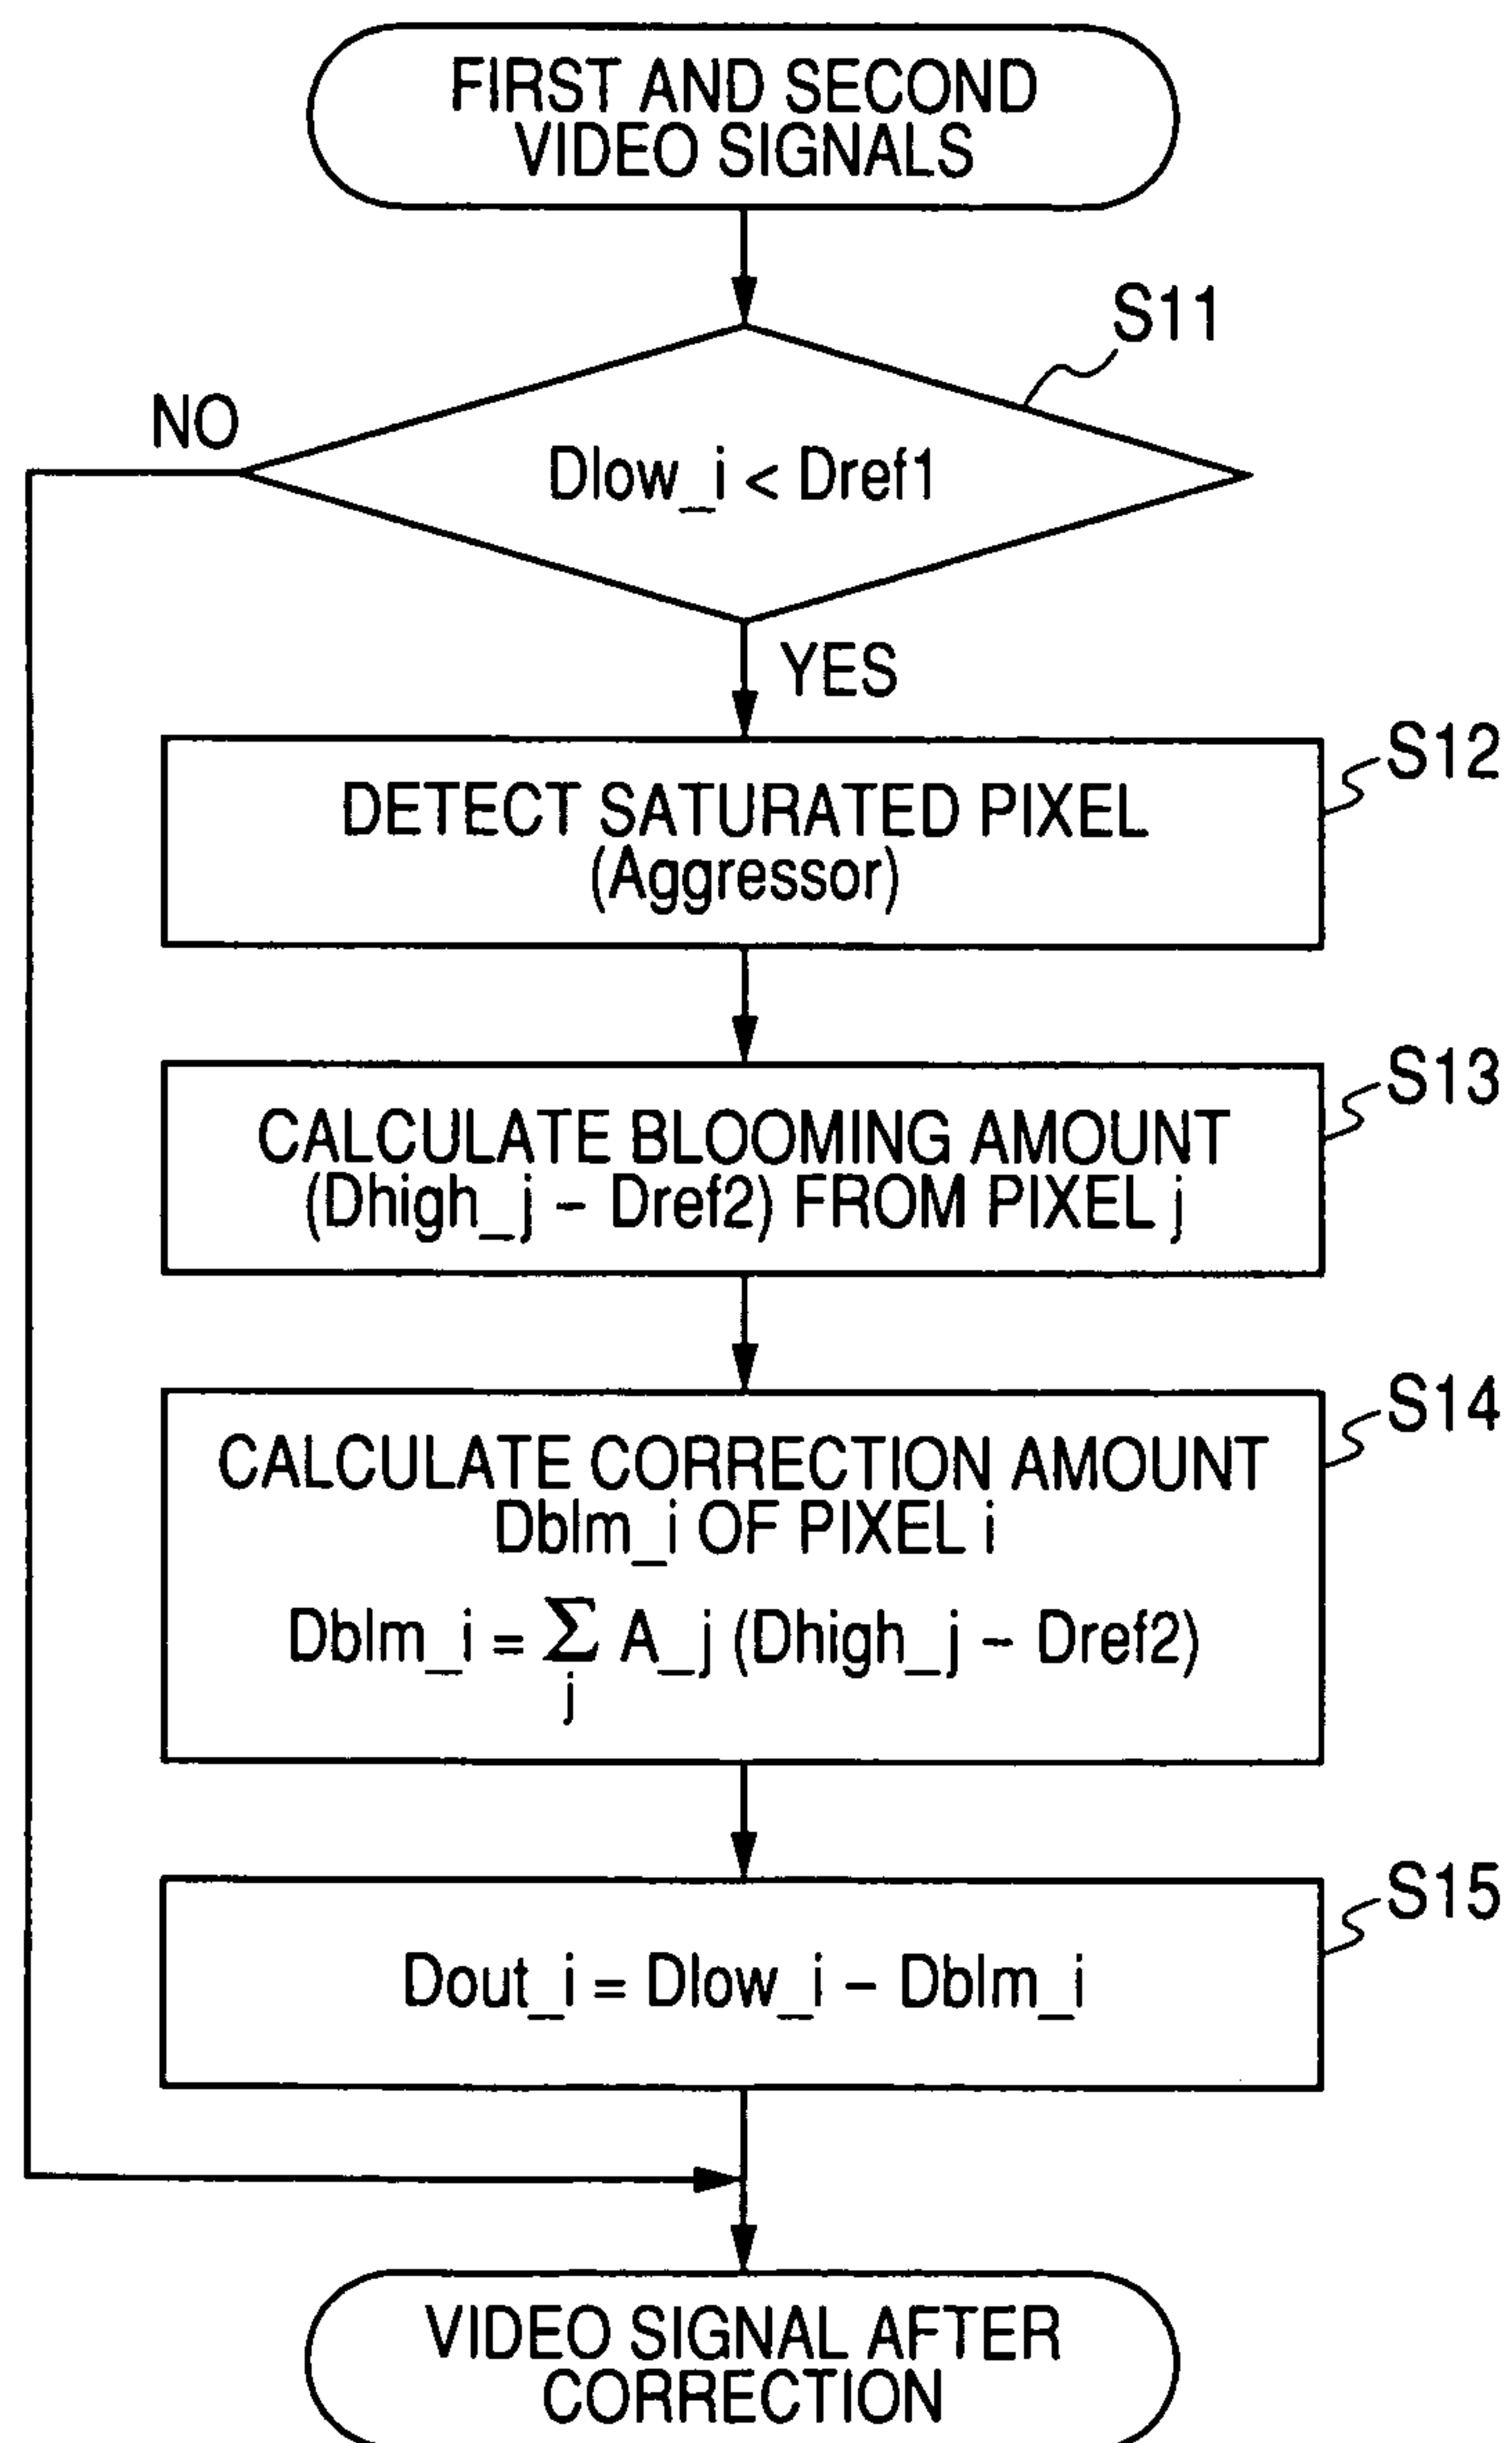 FIRST AND SECOND
VIDEO SIGNALS
S11
NO
Dlow_i < Dref1
YES
S12
DETECT SATURATED PIXEL
(Aggressor)
S13
CALCULATE BLOOMING AMOUNT
(Dhigh_j - Dref2) FROM PIXEL j
S14
CALCULATE CORRECTION AMOUNT
Dblm_i OF PIXEL i
Dblm_i = Σ A_j (Dhigh_j - Dref2)
j
S15
Dout_i = Dlow_i - Dblm_i
VIDEO SIGNAL AFTER
CORRECTION